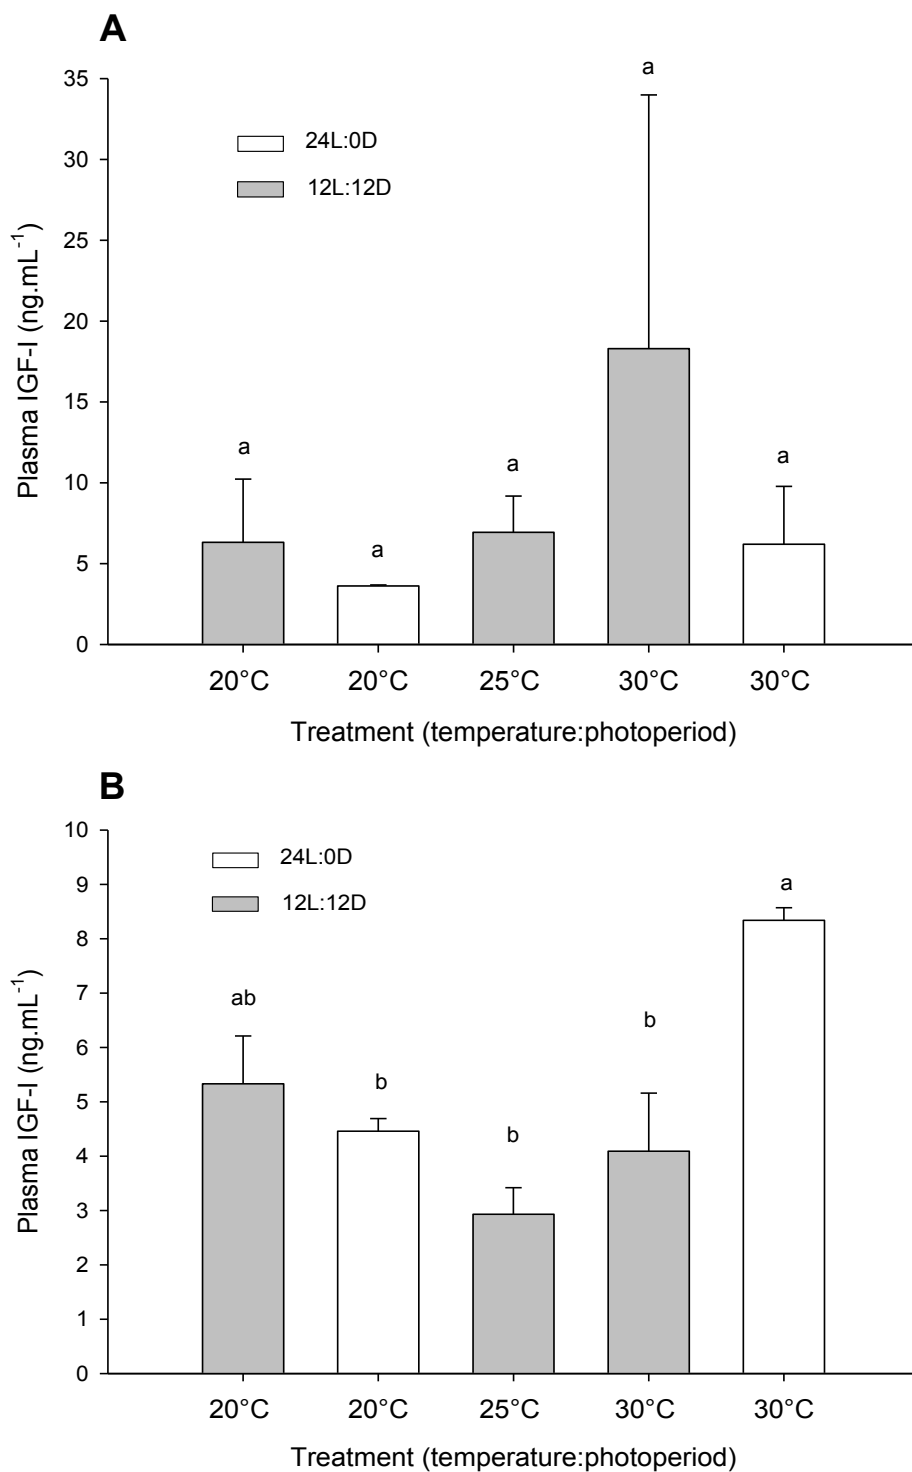 A
35
30
25
20
15
10
5
0
Plasma IGF-I (ng.mL⁻¹)
24L:0D
12L:12D
a
a
a
a
a
20°C 20°C 25°C 30°C 30°C
Treatment (temperature:photoperiod)
B
10
9
8
7
6
5
4
3
2
1
0
Plasma IGF-I (ng.mL⁻¹)
24L:0D
12L:12D
ab
b
b
b
a
20°C 20°C 25°C 30°C 30°C
Treatment (temperature:photoperiod)